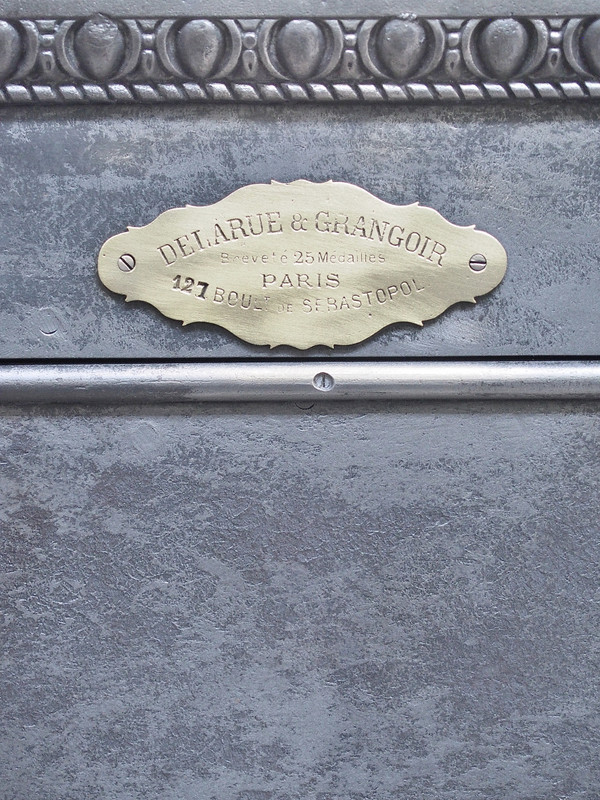 DELARUE & GRANGOIR
Breveté 25 Médailles
PARIS
127 BOULT DE SEBASTOPOL